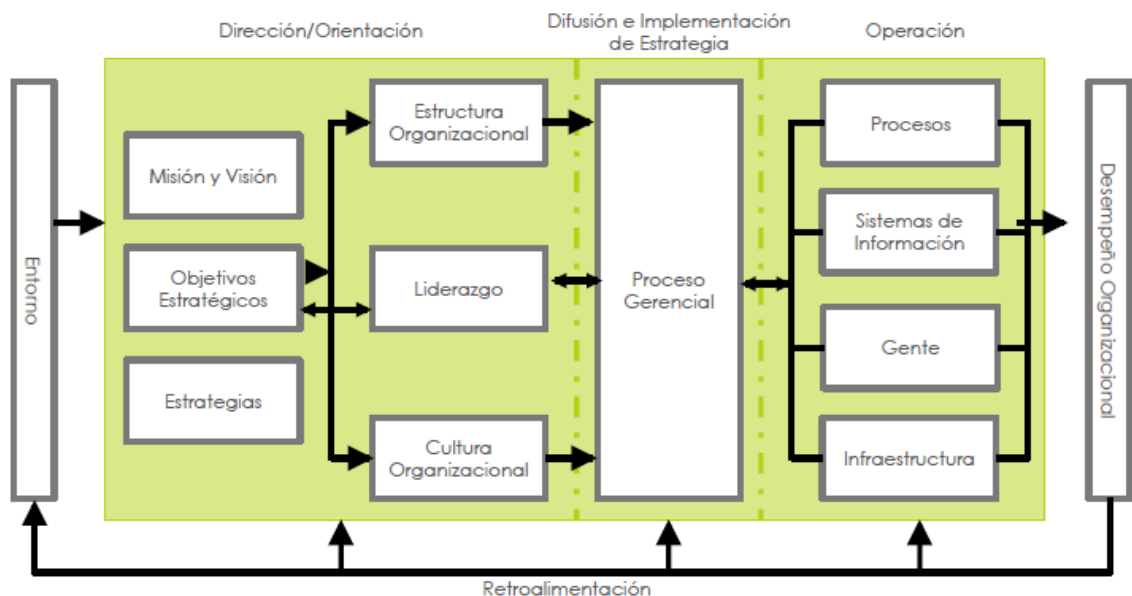 Dirección/Orientación
Difusión e Implementación
de Estrategia
Operación
Entorno
Misión y Visión
Objetivos
Estratégicos
Estrategias
Estructura
Organizacional
Liderazgo
Cultura
Organizacional
Proceso
Gerencial
Procesos
Sistemas de
Información
Gente
Infraestructura
Desempeño Organizacional
Retroalimentación